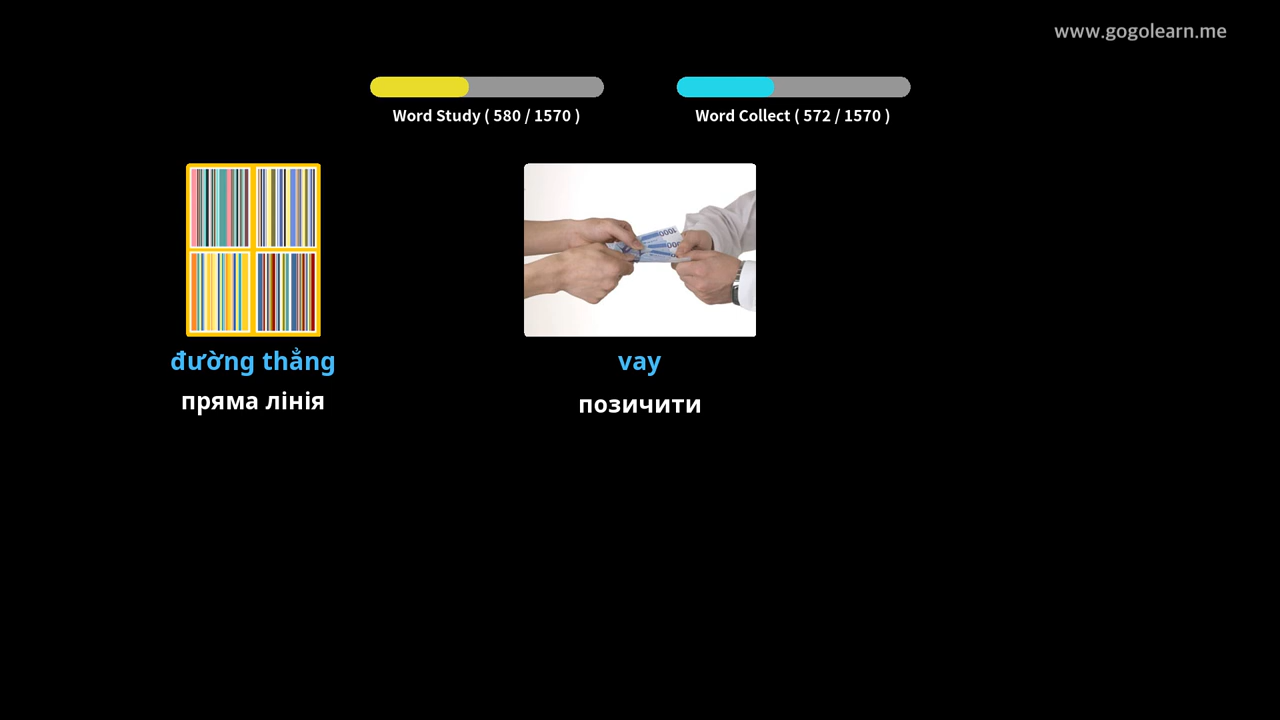 www.gogolearn.me
Word Study ( 580 / 1570 )
Word Collect ( 572 / 1570 )
đường thẳng
пряма лінія
vay
позичити